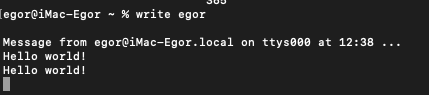 egor@iMac-Egor ~ % write egor
Message from egor@iMac-Egor.local on ttys000 at 12:38 ...
Hello world!
Hello world!